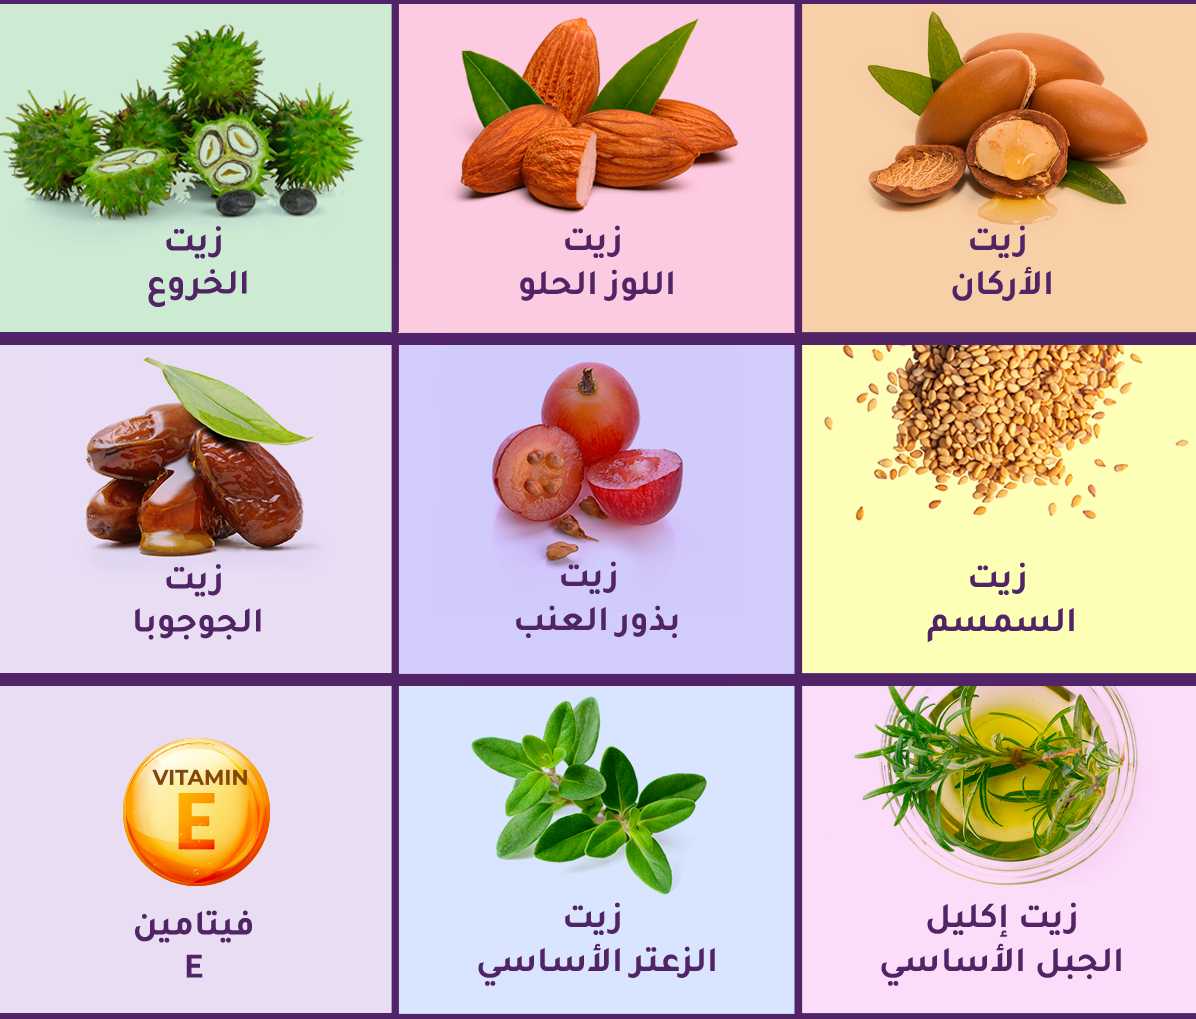 زيت
الأركان
زيت
اللوز الحلو
زيت
الخروع
زيت
السمسم
زيت
بذور العنب
زيت
الجوجوبا
زيت إكليل
الجبل الأساسي
زيت
الزعتر الأساسي
VITAMIN
E
فيتامين
E